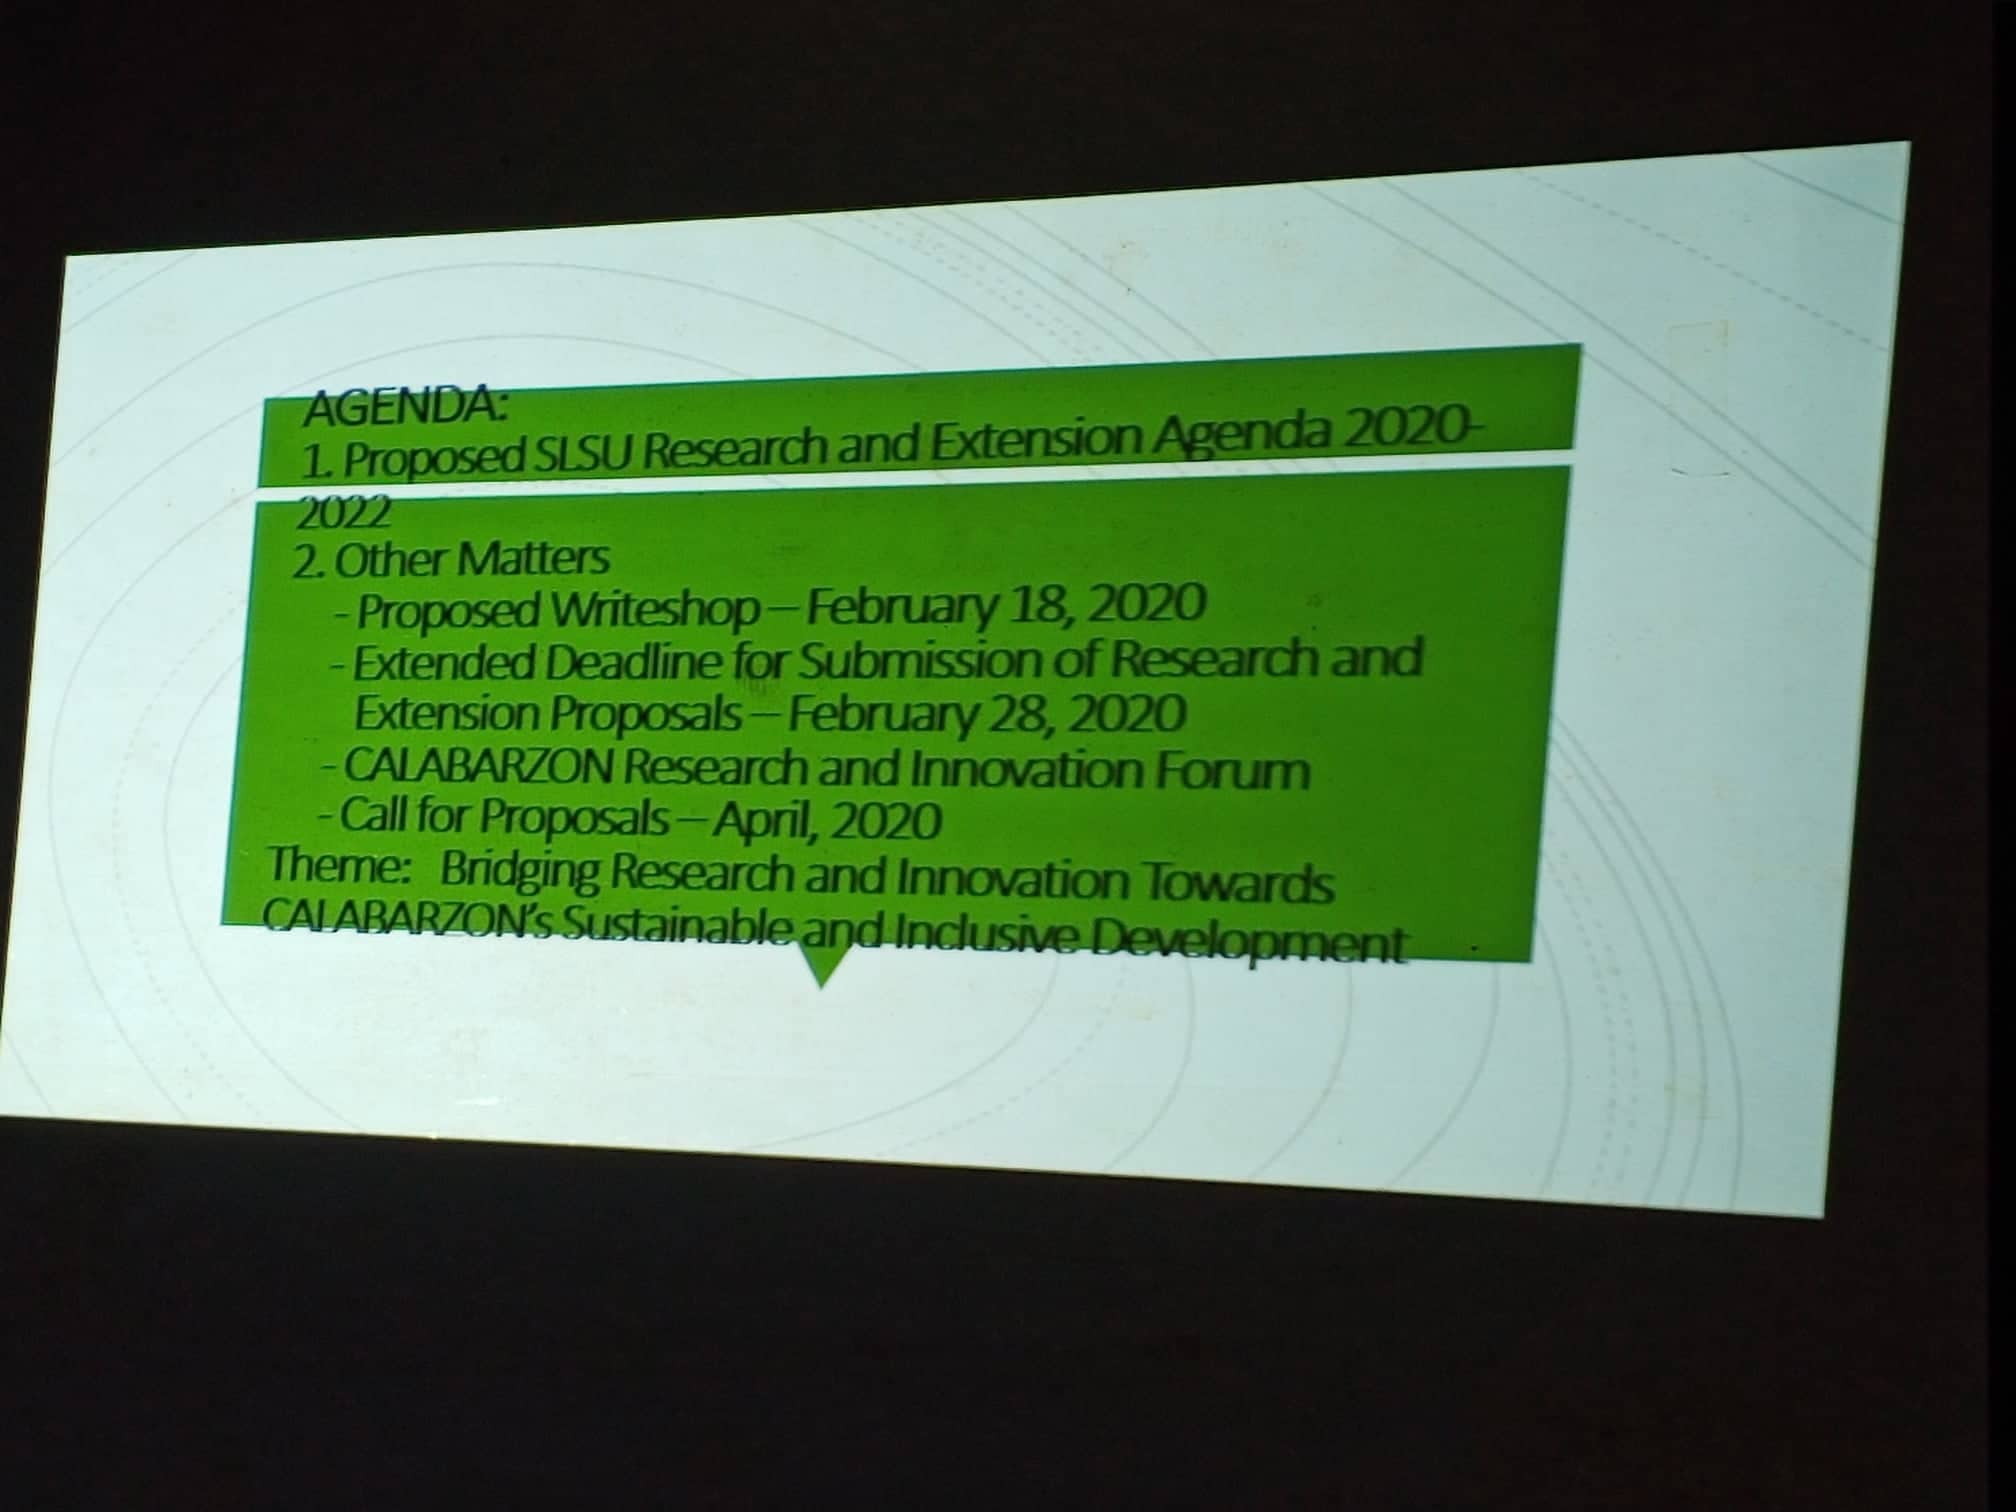 AGENDA:
1. Proposed SLSU Research and Extension Agenda 2020-
2022
2. Other Matters
- Proposed Writeshop – February 18, 2020
- Extended Deadline for Submission of Research and
Extension Proposals – February 28, 2020
- CALABARZON Research and Innovation Forum
- Call for Proposals – April, 2020
Theme: Bridging Research and Innovation Towards
CALABARZON's Sustainable and Inclusive Development